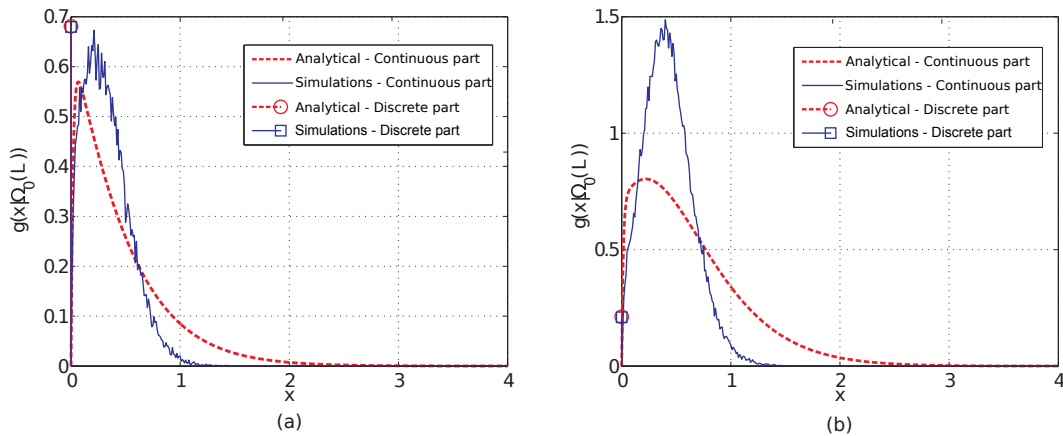 0.7
0.6
0.5
0.4
0.3
0.2
0.1
0
g(x|Ω₀(L))
Analytical - Continuous part
Simulations - Continuous part
Analytical - Discrete part
Simulations - Discrete part
0 1 2 3 4
x
(a)
1.5
1
0.5
0
g(x|Ω₀(L))
Analytical - Continuous part
Simulations - Continuous part
Analytical - Discrete part
Simulations - Discrete part
0 1 2 3 4
x
(b)